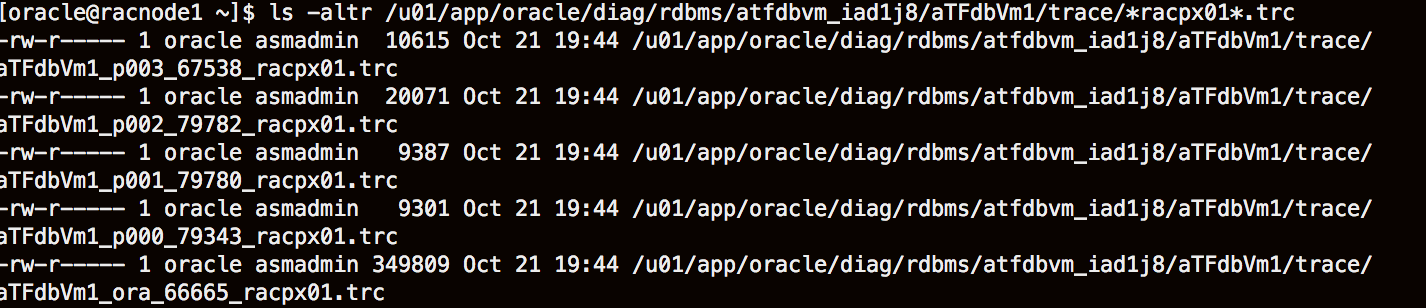 [oracle@racnode1 ~]$ ls -altr /u01/app/oracle/diag/rdbms/atfdbvm_iad1j8/aTFdbVm1/trace/*racpx01*.trc
-rw-r----- 1 oracle asmadmin  10615 Oct 21 19:44 /u01/app/oracle/diag/rdbms/atfdbvm_iad1j8/aTFdbVm1/trace/
aTFdbVm1_p003_67538_racpx01.trc
-rw-r----- 1 oracle asmadmin  20071 Oct 21 19:44 /u01/app/oracle/diag/rdbms/atfdbvm_iad1j8/aTFdbVm1/trace/
aTFdbVm1_p002_79782_racpx01.trc
-rw-r----- 1 oracle asmadmin   9387 Oct 21 19:44 /u01/app/oracle/diag/rdbms/atfdbvm_iad1j8/aTFdbVm1/trace/
aTFdbVm1_p001_79780_racpx01.trc
-rw-r----- 1 oracle asmadmin   9301 Oct 21 19:44 /u01/app/oracle/diag/rdbms/atfdbvm_iad1j8/aTFdbVm1/trace/
aTFdbVm1_p000_79343_racpx01.trc
-rw-r----- 1 oracle asmadmin 349809 Oct 21 19:44 /u01/app/oracle/diag/rdbms/atfdbvm_iad1j8/aTFdbVm1/trace/
aTFdbVm1_ora_66665_racpx01.trc